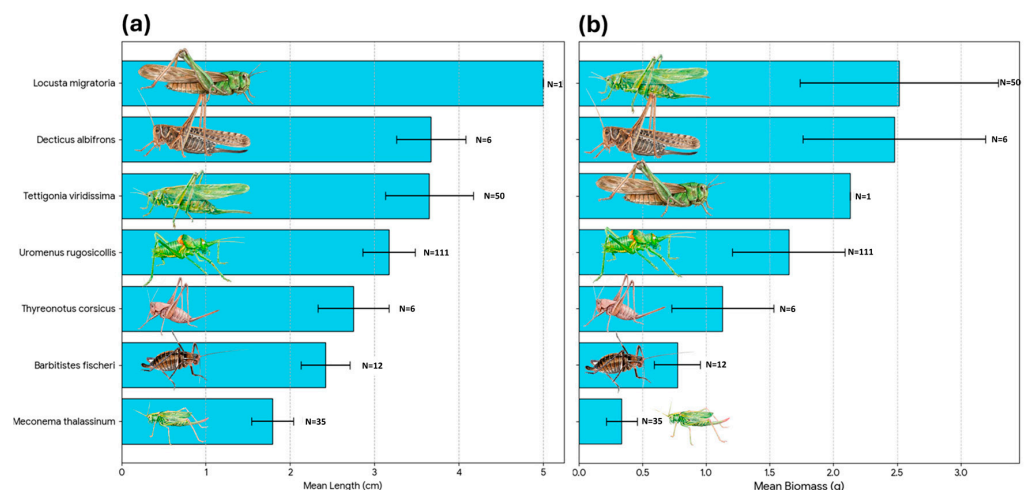 (a)
(b)
Locusta migratoria
N=1
N=50
Decticus albifrons
N=6
N=6
Tettigonia viridissima
N=50
N=1
Uromenus rugosicollis
N=111
N=111
Thyreonotus corsicus
N=6
N=6
Barbitistes fischeri
N=12
N=12
Meconema thalassinum
N=35
N=35
0 1 2 3 4 5
0.0 0.5 1.0 1.5 2.0 2.5 3.0
Mean Length (cm)
Mean Biomass (g)